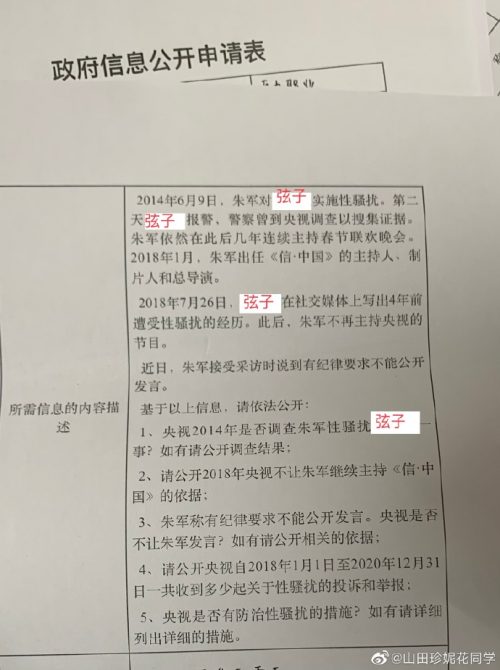 政府信息公开申请表
2014年6月9日，朱军对弦子实施性骚扰。第二
天弦子报警、警察曾到央视调查以搜集证据。
朱军依然在此后几年连续主持春节联欢晚会。
2018年1月，朱军出任《信·中国》的主持人、制
片人和总导演。
2018年7月26日，弦子在社交媒体上写出4年前
遭受性骚扰的经历。此后，朱军不再主持央视的
节目。
近日，朱军接受采访时说到有纪律要求不能公开
发言。
所需信息的内容描
述
基于以上信息，请依法公开：
1、央视2014年是否调查朱军性骚扰弦子一
事？如有请公开调查结果；
2、请公开2018年央视不让朱军继续主持《信·中
国》的依据；
3、朱军称有纪律要求不能公开发言。央视是否
不让朱军发言？如有请公开相关的依据；
4、请公开央视自2018年1月1日至2020年12月31
日一共收到多少起关于性骚扰的投诉和举报；
5、央视是否有防治性骚扰的措施？如有请详细
列出详细的措施。
@山田珍妮花同学